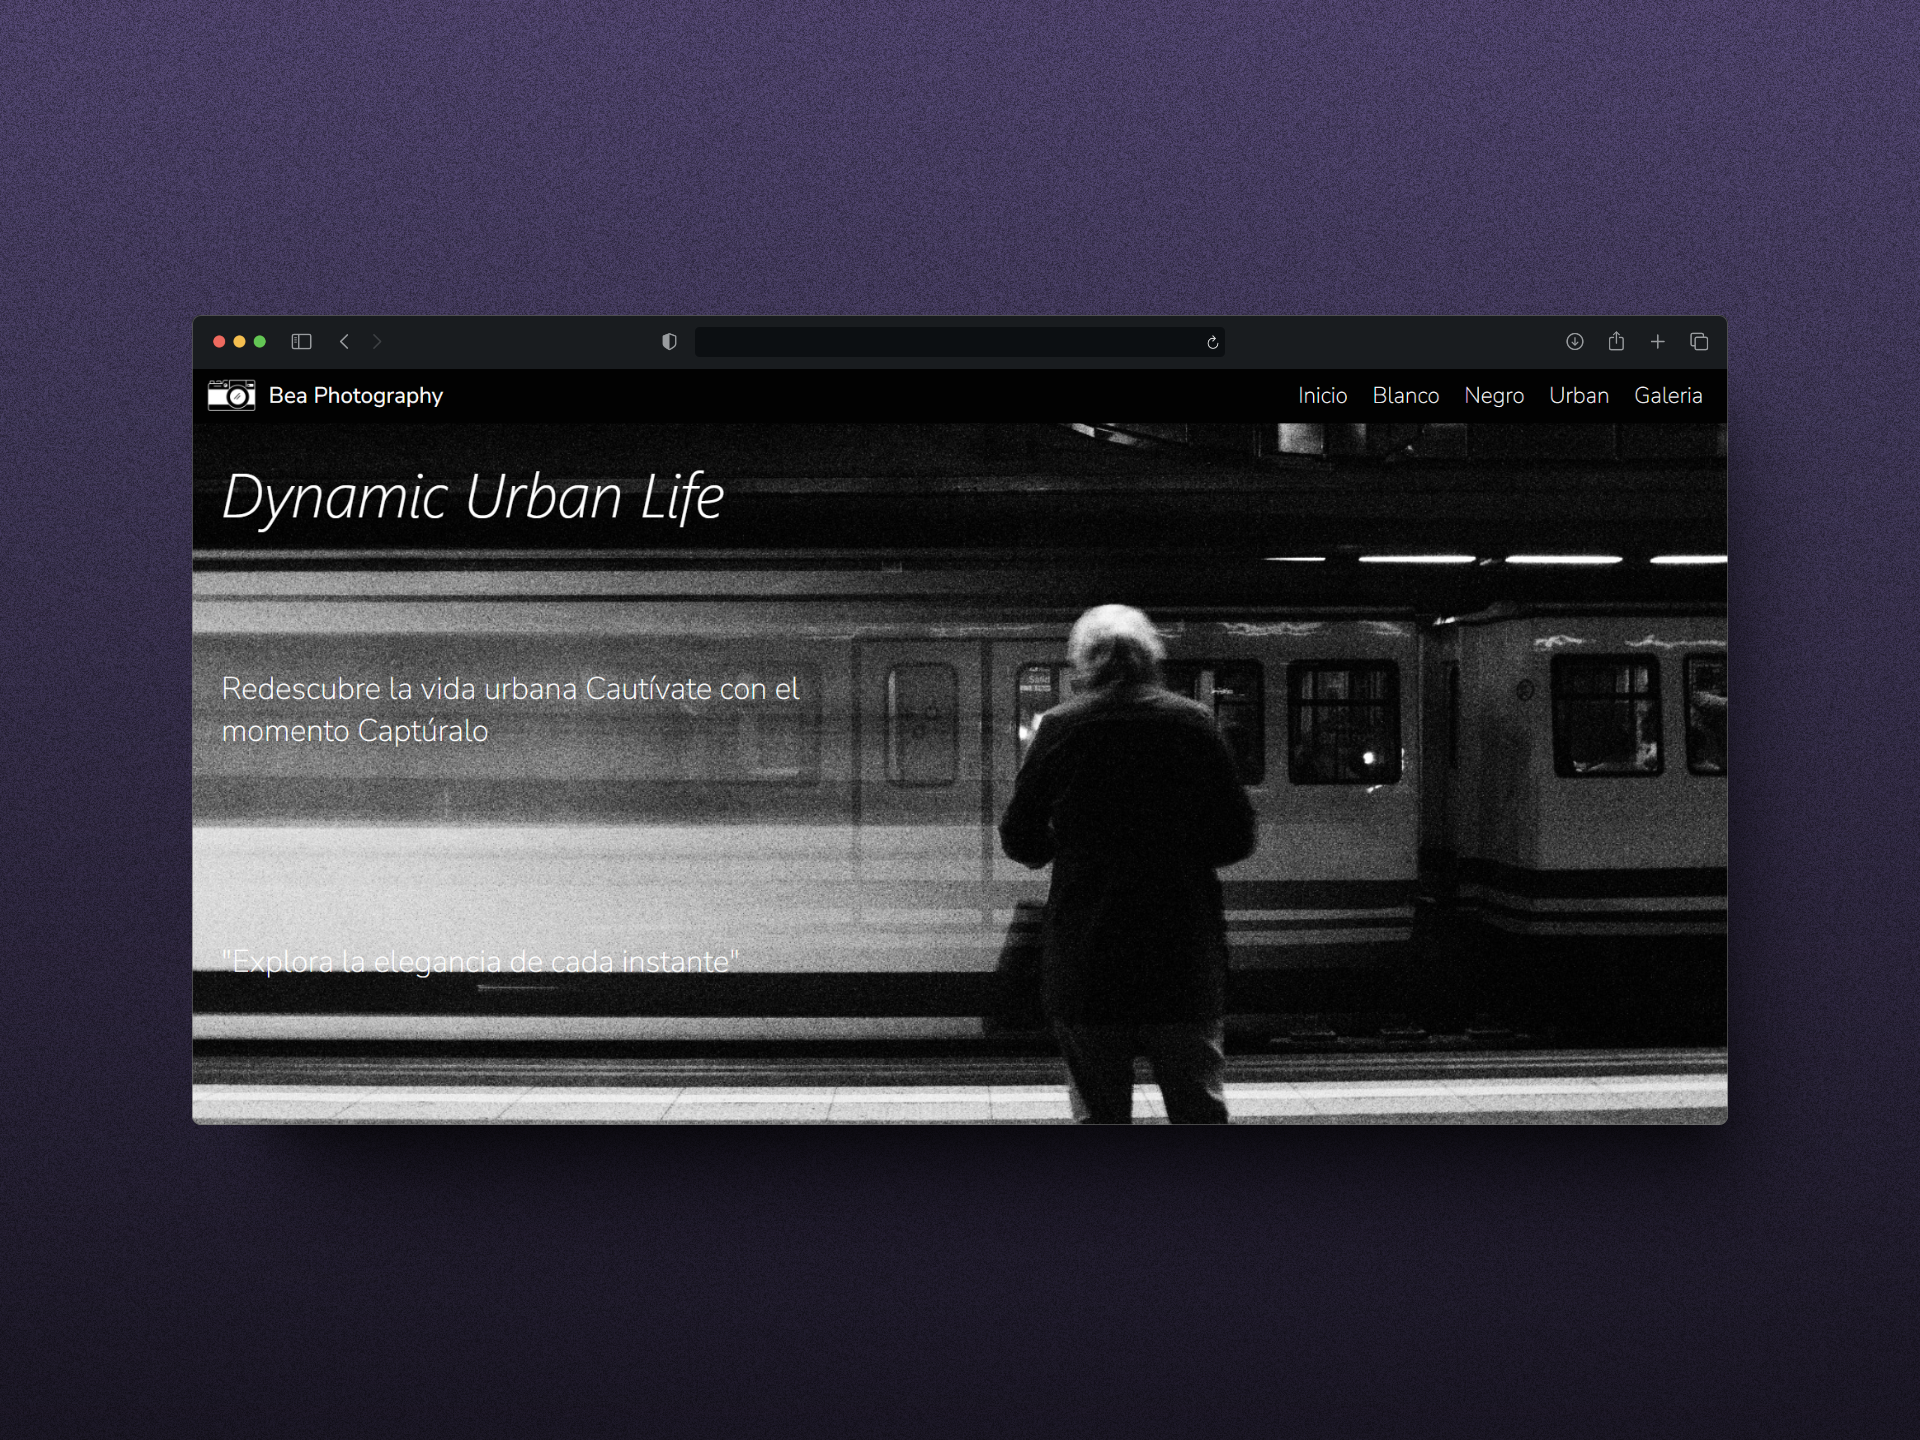 Bea Photography
Inicio Blanco Negro Urban Galeria
Dynamic Urban Life
Redescubre la vida urbana Cautívate con el
momento Captúralo
"Explora la elegancia de cada instante"